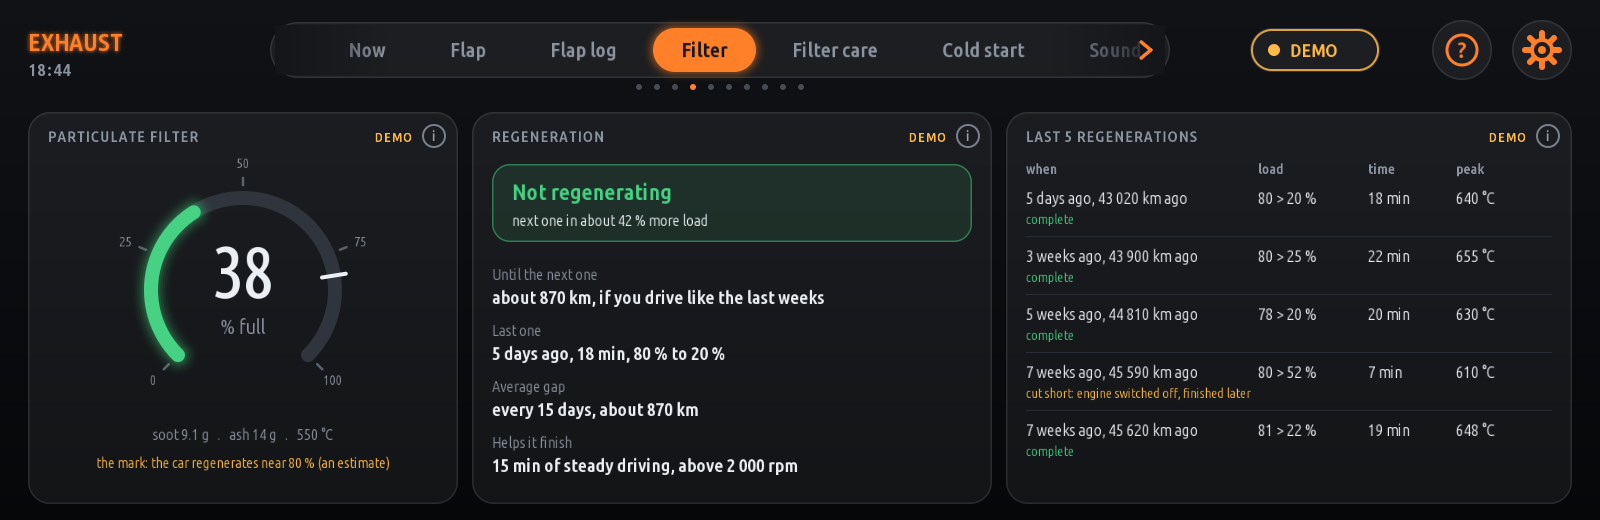 EXHAUST
18:44
Now
Flap
Flap log
Filter
Filter care
Cold start
Sound
DEMO
?
PARTICULATE FILTER
DEMO
i
50
25
75
38
% full
0
100
soot 9.1 g . ash 14 g . 550 °C
the mark: the car regenerates near 80 % (an estimate)
REGENERATION
DEMO
i
Not regenerating
next one in about 42 % more load
Until the next one
about 870 km, if you drive like the last weeks
Last one
5 days ago, 18 min, 80 % to 20 %
Average gap
every 15 days, about 870 km
Helps it finish
15 min of steady driving, above 2 000 rpm
LAST 5 REGENERATIONS
DEMO
i
when load time peak
5 days ago, 43 020 km ago 80 > 20 % 18 min 640 °C
complete
3 weeks ago, 43 900 km ago 80 > 25 % 22 min 655 °C
complete
5 weeks ago, 44 810 km ago 78 > 20 % 20 min 630 °C
complete
7 weeks ago, 45 590 km ago 80 > 52 % 7 min 610 °C
cut short: engine switched off, finished later
7 weeks ago, 45 620 km ago 81 > 22 % 19 min 648 °C
complete